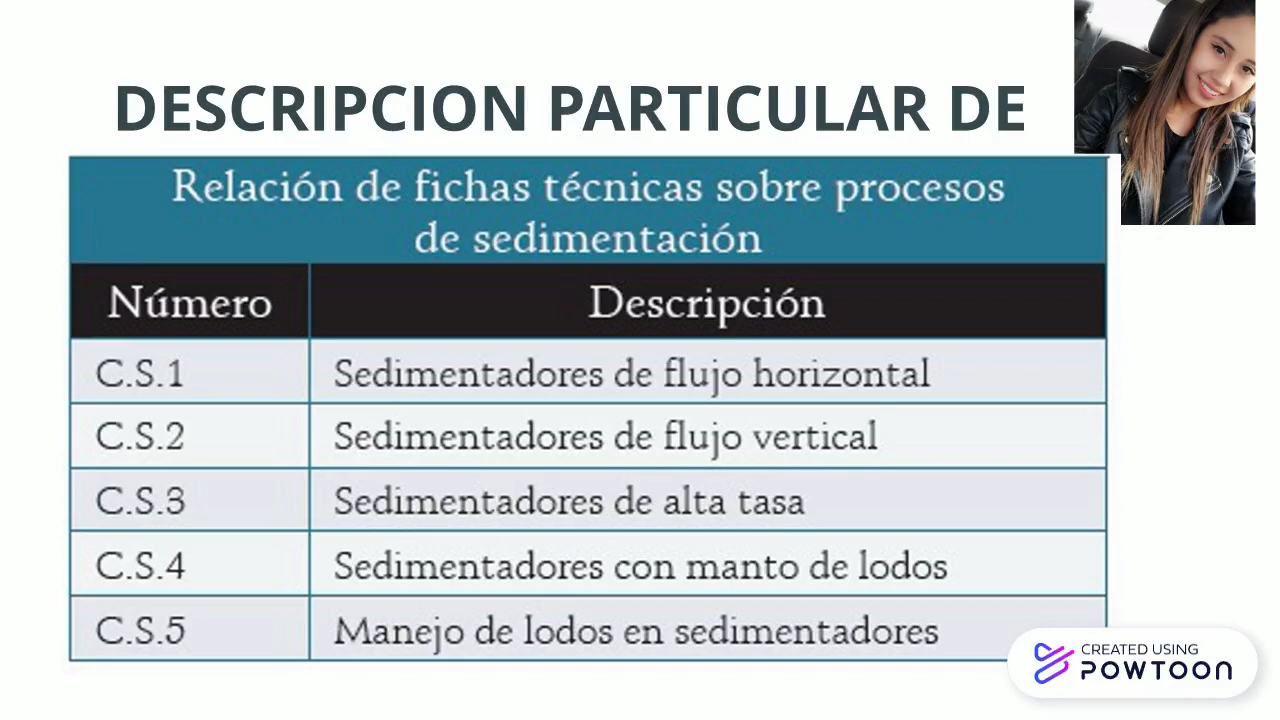 DESCRIPCION PARTICULAR DE
Relación de fichas técnicas sobre procesos
de sedimentación
Número Descripción
C.S.1 Sedimentadores de flujo horizontal
C.S.2 Sedimentadores de flujo vertical
C.S.3 Sedimentadores de alta tasa
C.S.4 Sedimentadores con manto de lodos
C.S.5 Manejo de lodos en sedimentadores
CREATED USING
POWTOON